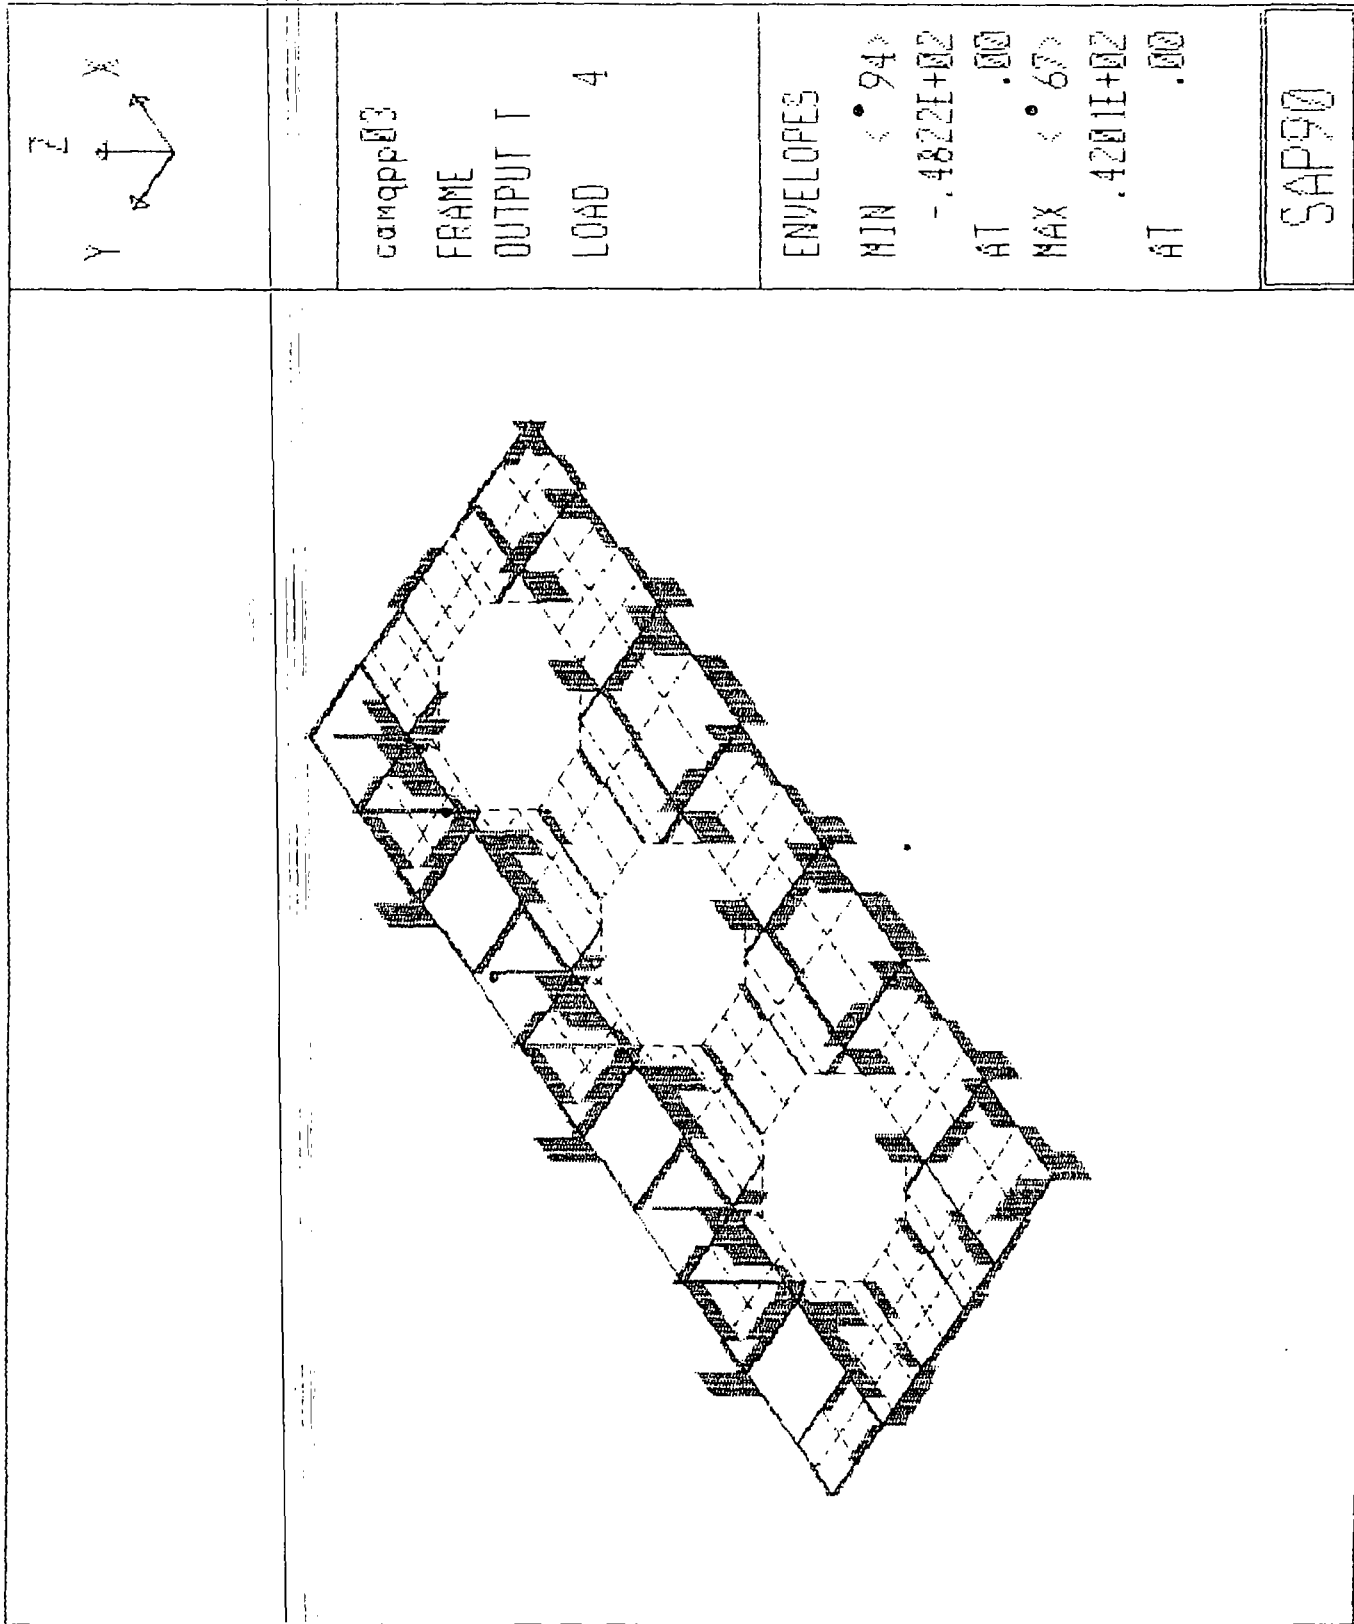 Z
Y
X
camqpp03
FRAME
OUTPUT T
LOAD 4
ENVELOPES
MIN < 94>
-.4822E+02
AT .00
MAX < 67>
.4201E+02
AT .00
SAP90